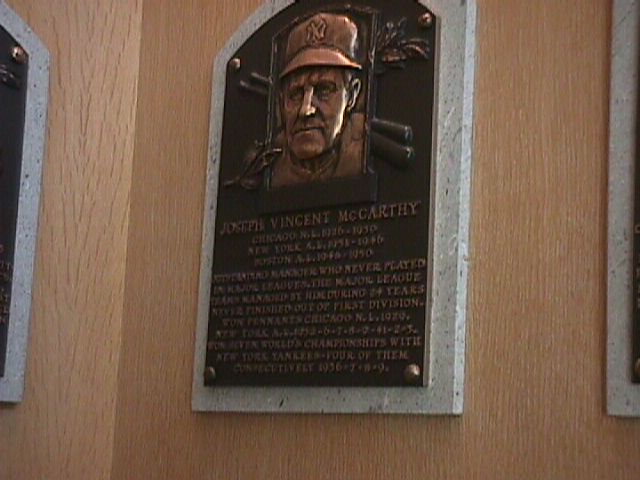 NY
JOSEPH VINCENT McCARTHY
CHICAGO N.L. 1926-1930
NEW YORK A.L. 1931-1946
BOSTON A.L. 1948-1950
OUTSTANDING MANAGER WHO NEVER PLAYED
IN MAJOR LEAGUES. THE MAJOR LEAGUE
TEAMS MANAGED BY HIM DURING 24 YEARS
NEVER FINISHED OUT OF FIRST DIVISION.
WON PENNANTS CHICAGO N.L. 1929,
NEW YORK A.L. 1932-6-7-8-9-41-2-3.
WON SEVEN WORLD'S CHAMPIONSHIPS WITH
NEW YORK YANKEES-FOUR OF THEM
CONSECUTIVELY 1936-7-8-9.